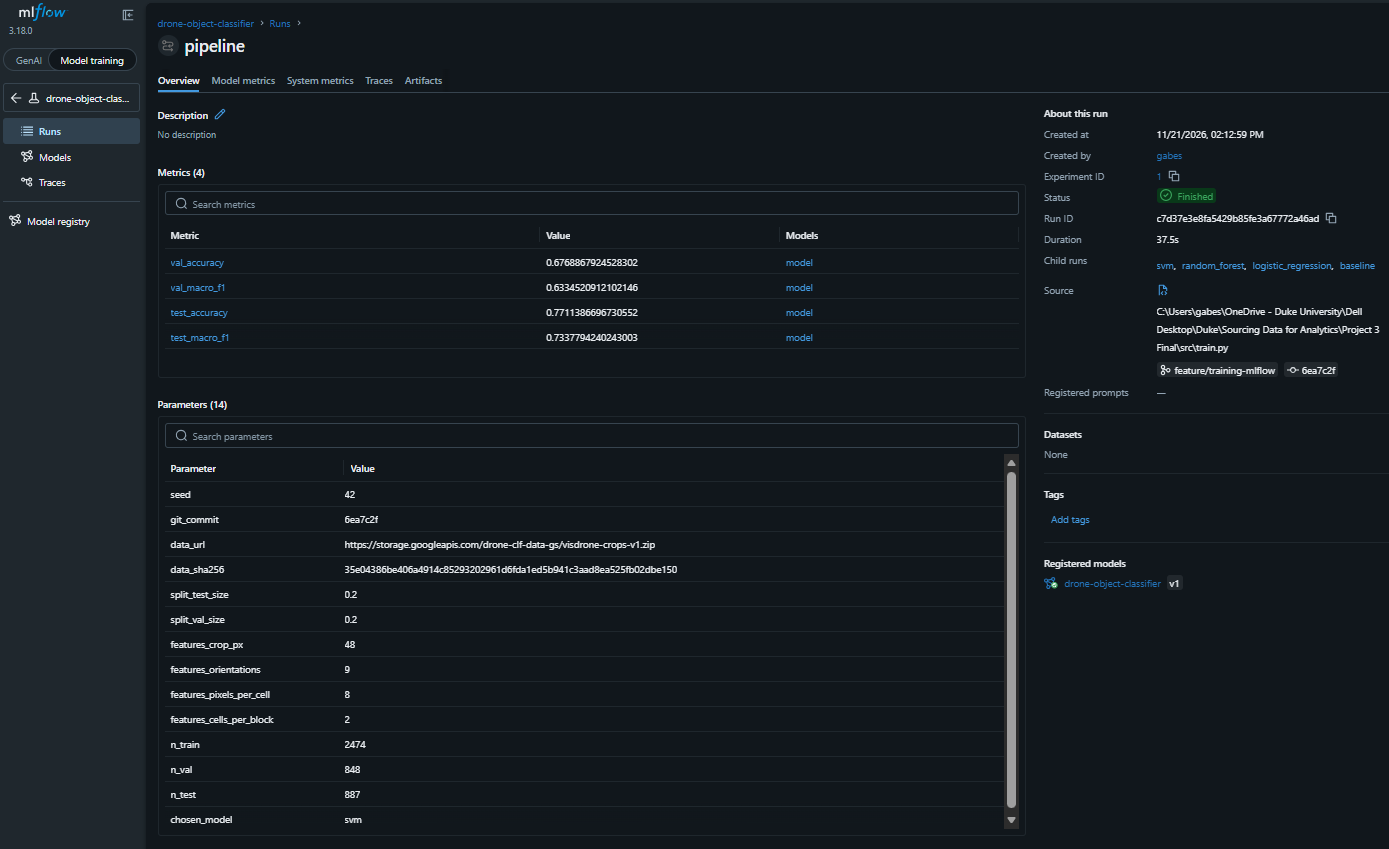 mlflow
3.18.0
GenAI Model training
drone-object-clas...
Runs
Models
Traces
Model registry
drone-object-classifier > Runs >
pipeline
Overview Model metrics System metrics Traces Artifacts
Description
No description
Metrics (4)
Search metrics
Metric Value Models
val_accuracy 0.6768867924528302 model
val_macro_f1 0.6334520912102146 model
test_accuracy 0.7711386696730552 model
test_macro_f1 0.7337794240243003 model
Parameters (14)
Search parameters
Parameter Value
seed 42
git_commit 6ea7c2f
data_url https://storage.googleapis.com/drone-clf-data-gs/visdrone-crops-v1.zip
data_sha256 35e04386be406a4914c85293202961d6fda1ed5b941c3aad8ea525fb02dbe150
split_test_size 0.2
split_val_size 0.2
features_crop_px 48
features_orientations 9
features_pixels_per_cell 8
features_cells_per_block 2
n_train 2474
n_val 848
n_test 887
chosen_model svm
About this run
Created at 11/21/2026, 02:12:59 PM
Created by gabes
Experiment ID 1
Status Finished
Run ID c7d37e3e8fa5429b85fe3a67772a46ad
Duration 37.5s
Child runs svm, random_forest, logistic_regression, baseline
Source
C:\Users\gabes\OneDrive - Duke University\Dell
Desktop\Duke\Sourcing Data for Analytics\Project 3
Final\src\train.py
feature/training-mlflow 6ea7c2f
Registered prompts —
Datasets
None
Tags
Add tags
Registered models
drone-object-classifier v1